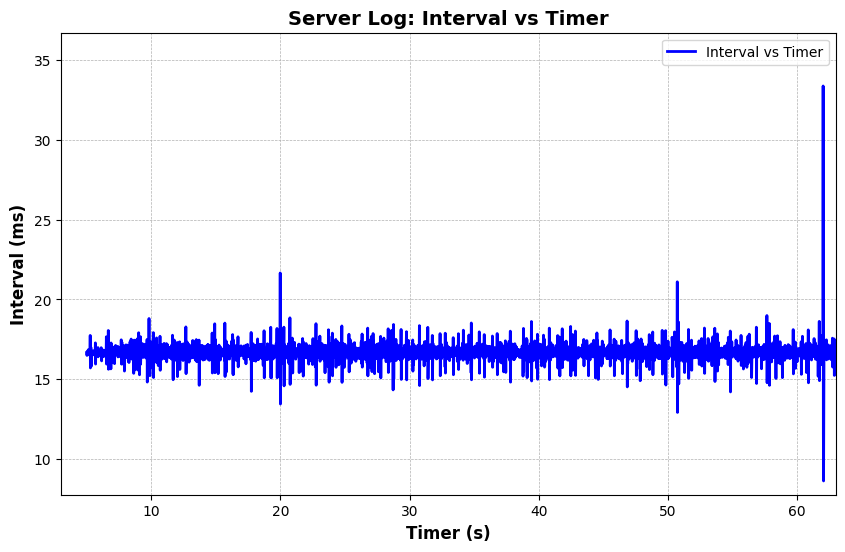 Server Log: Interval vs Timer
Interval vs Timer
35
30
25
20
15
10
Interval (ms)
10 20 30 40 50 60
Timer (s)